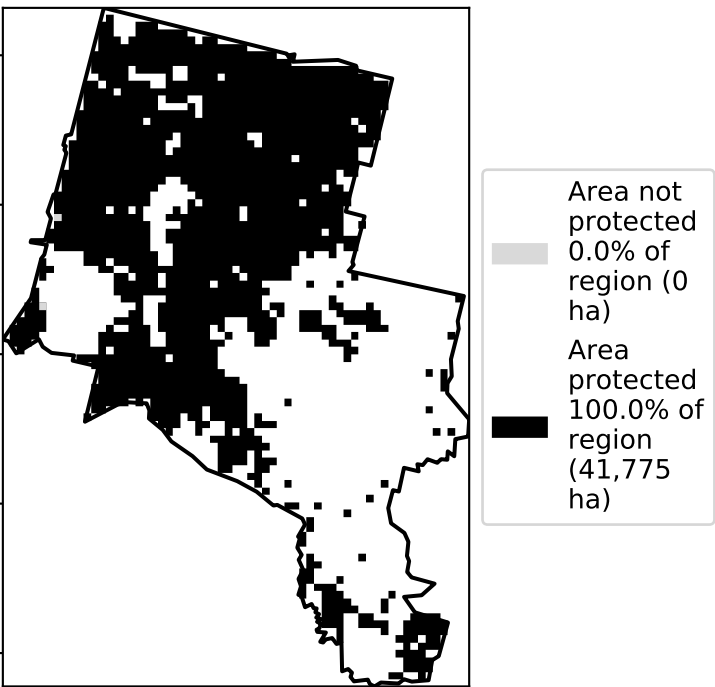 Area not
protected
0.0% of
region (0
ha)
Area
protected
100.0% of
region
(41,775
ha)